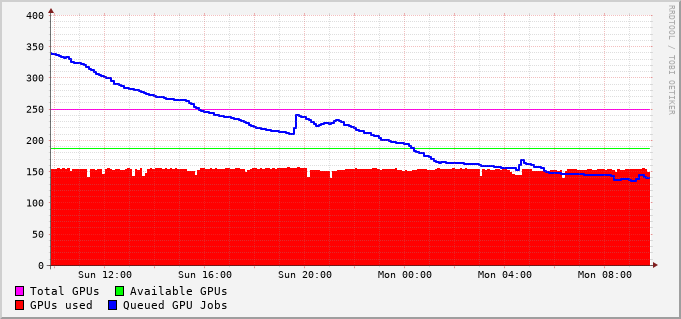 400
350
300
250
200
150
100
50
0
Sun 12:00 Sun 16:00 Sun 20:00 Mon 00:00 Mon 04:00 Mon 08:00
Total GPUs Available GPUs
GPUs used Queued GPU Jobs
RRDTOOL / TOBI OETIKER